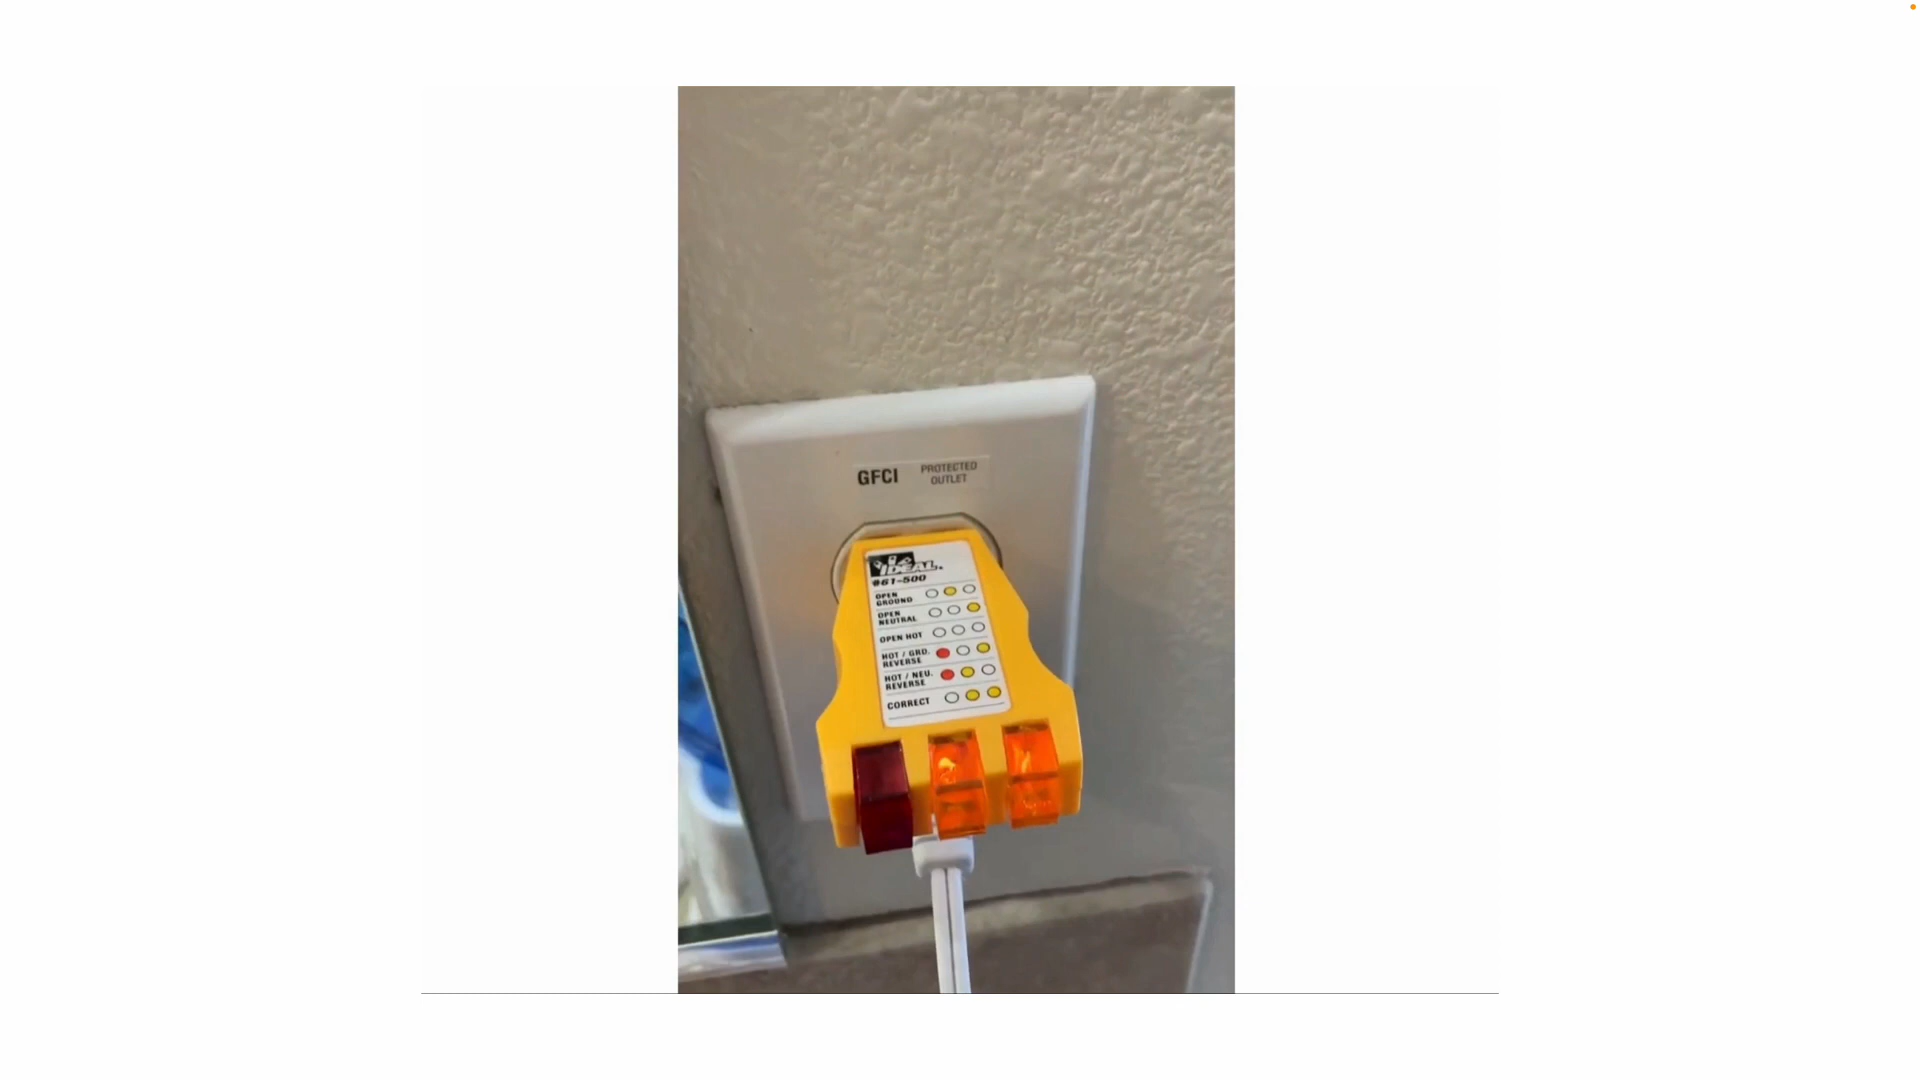 GFCI PROTECTED
OUTLET
IDEAL
#61-500
OPEN
GROUND
OPEN
NEUTRAL
OPEN HOT
HOT / GRD.
REVERSE
HOT / NEU.
REVERSE
CORRECT